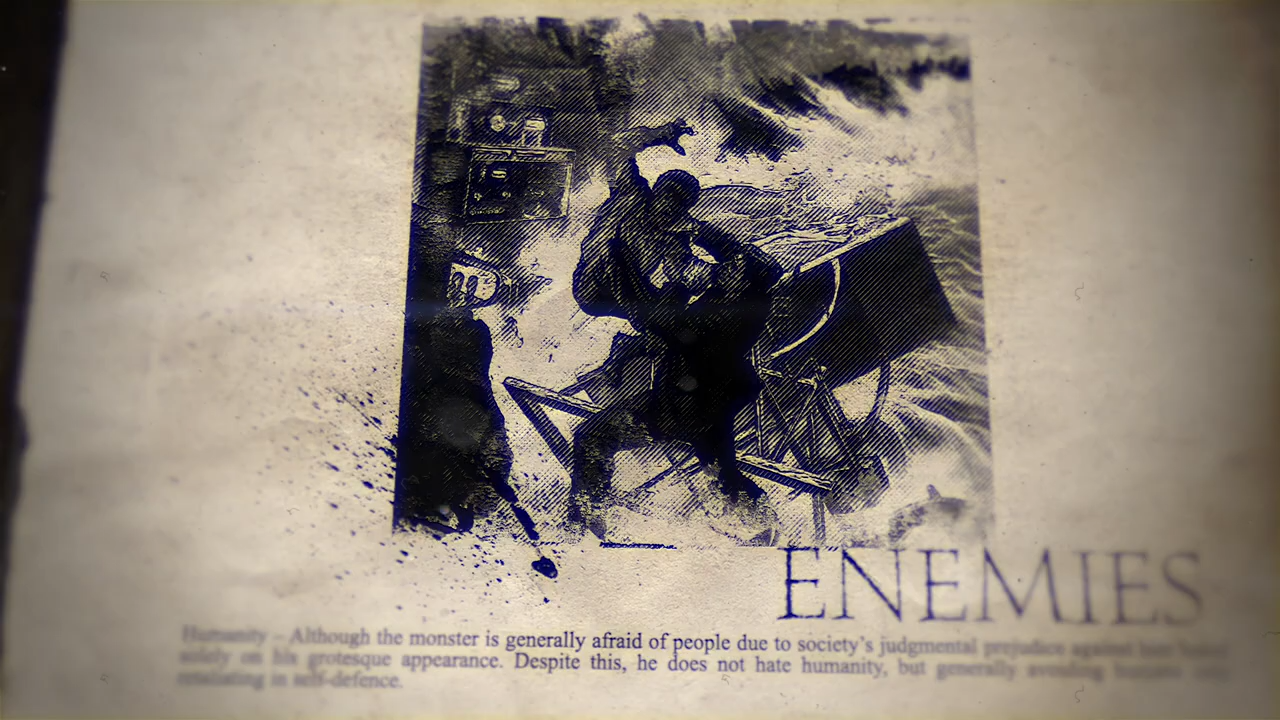 ENEMIES
Humanity – Although the monster is generally afraid of people due to society's judgmental prejudice against him based
solely on his grotesque appearance. Despite this, he does not hate humanity, but generally avoiding humans only
retaliating in self-defence.